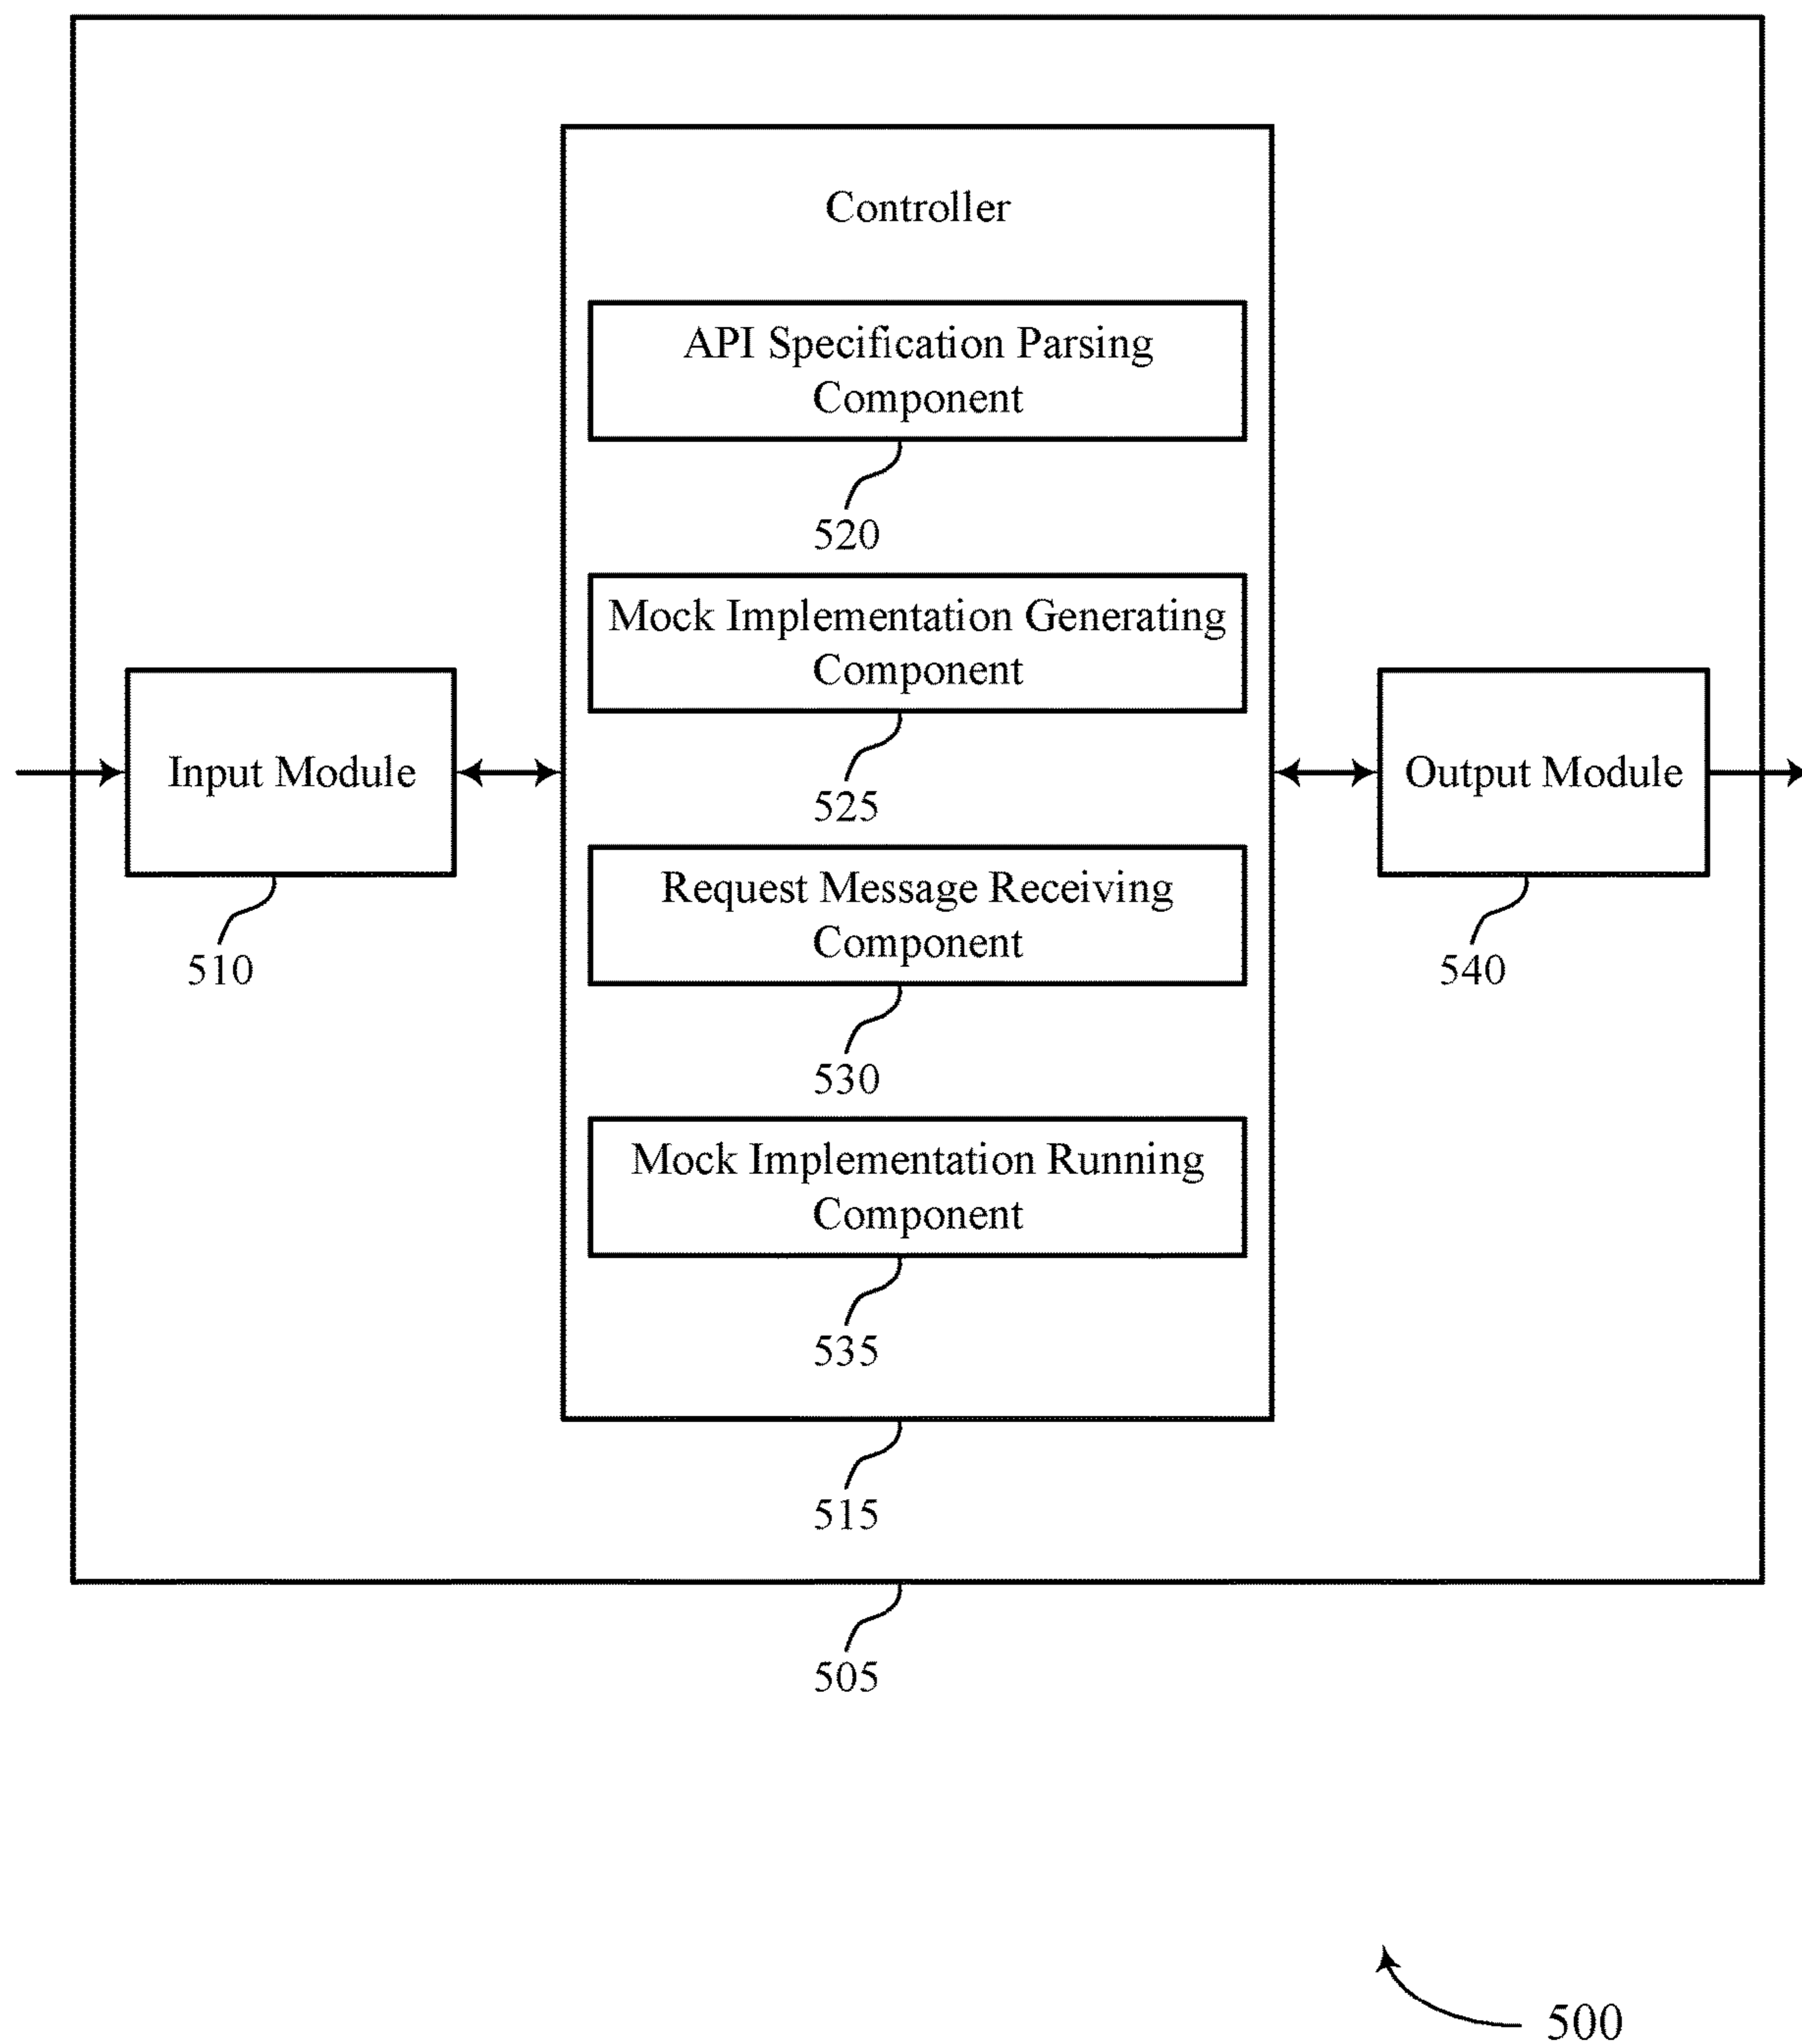 Controller
API Specification Parsing
Component
520
Mock Implementation Generating
Component
525
Input Module
510
Output Module
540
Request Message Receiving
Component
530
Mock Implementation Running
Component
535
515
505
500